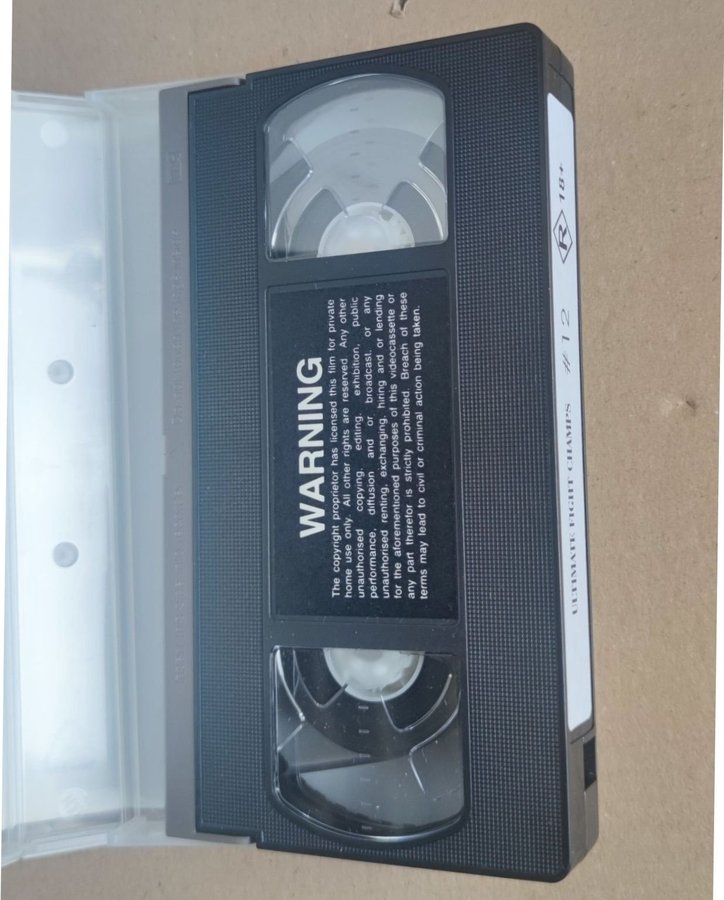 WARNING
The copyright proprietor has licensed this film for private
home use only. All other rights are reserved. Any other
unauthorised copying, editing, exhibition, public
performance, diffusion and or broadcast, or any
unauthorised renting, exchanging, hiring and or lending
for the aforementioned purposes of this videocassette or
any part therefor is strictly prohibited. Breach of these
terms may lead to civil or criminal action being taken.
ULTIMATE FIGHT CHAMPS #12 R 18+